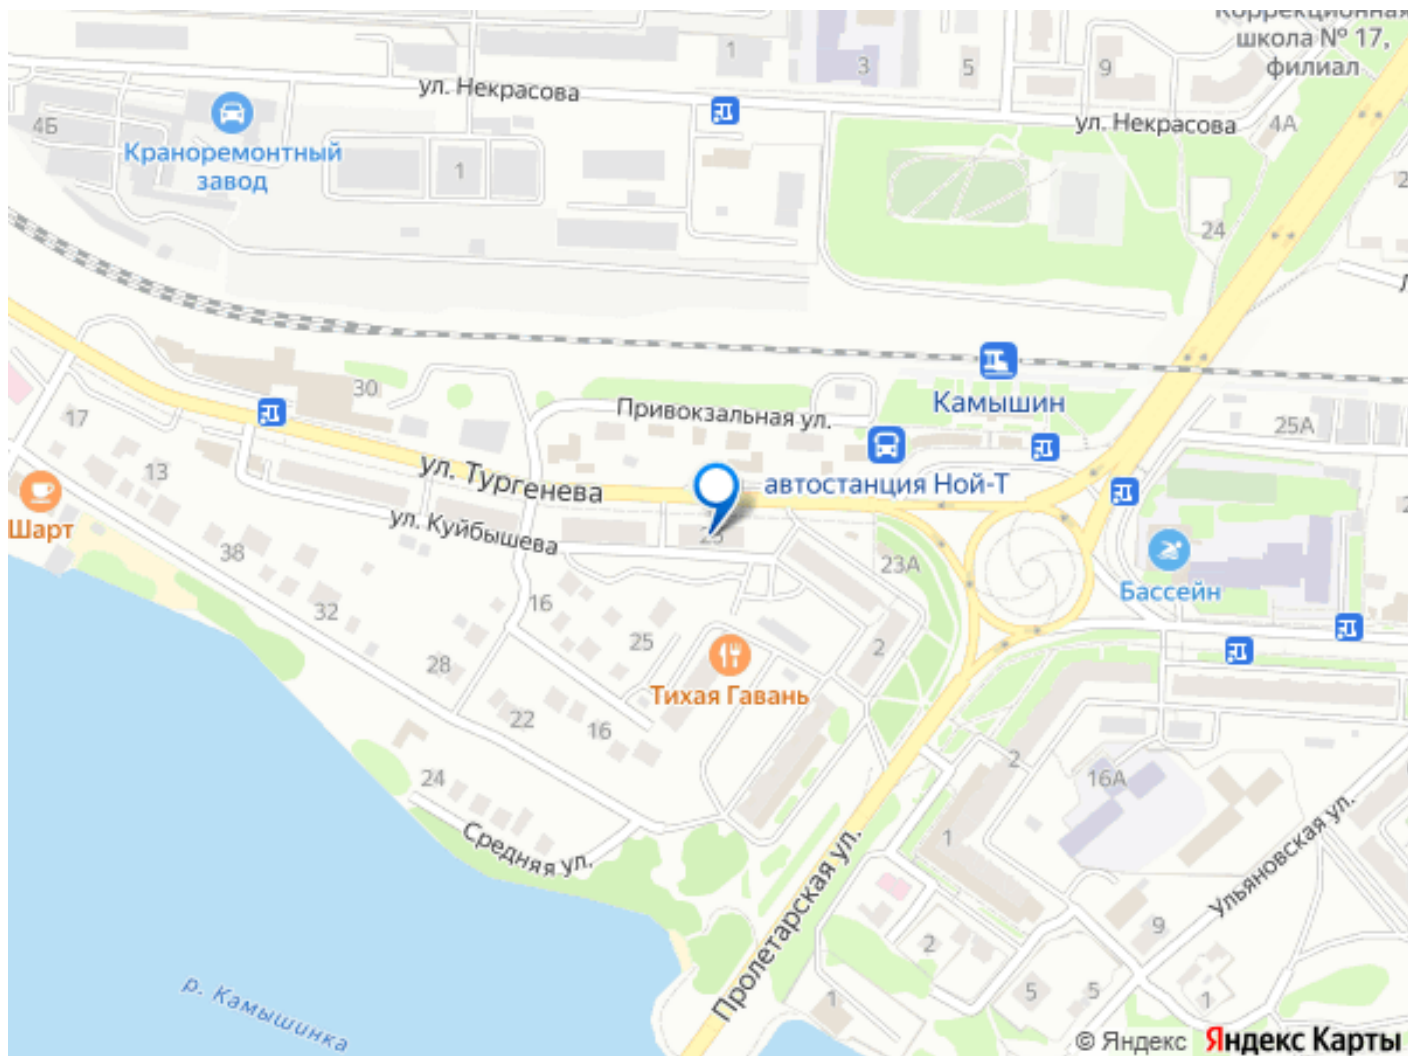 Коррекционная
школа № 17,
филиал
1
3
5
9
ул. Некрасова
ул. Некрасова
4А
4Б
Краноремонтный
завод
1
24
30
Камышин
Привокзальная ул.
25А
17
13
ул. Тургенева
автостанция Ной-Т
Шарт
ул. Куйбышева
23А
Бассейн
38
32
16
25
2
28
Тихая Гавань
22
16
24
2
16А
Средняя ул.
1
Пролетарская ул.
Ульяновская ул.
9
2
5
5
1
1
р. Камышинка
© Яндекс Яндекс Карты